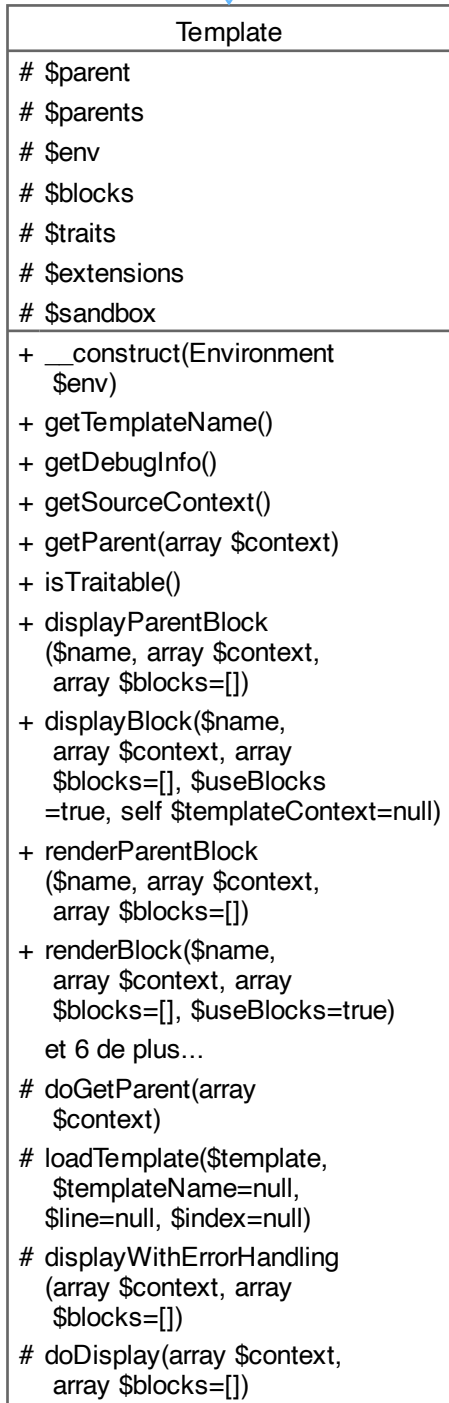 Template
# $parent
# $parents
# $env
# $blocks
# $traits
# $extensions
# $sandbox
+ __construct(Environment
$env)
+ getTemplateName()
+ getDebugInfo()
+ getSourceContext()
+ getParent(array $context)
+ isTraitable()
+ displayParentBlock
($name, array $context,
array $blocks=[])
+ displayBlock($name,
array $context, array
$blocks=[], $useBlocks
=true, self $templateContext=null)
+ renderParentBlock
($name, array $context,
array $blocks=[])
+ renderBlock($name,
array $context, array
$blocks=[], $useBlocks=true)
et 6 de plus...
# doGetParent(array
$context)
# loadTemplate($template,
$templateName=null,
$line=null, $index=null)
# displayWithErrorHandling
(array $context, array
$blocks=[])
# doDisplay(array $context,
array $blocks=[])